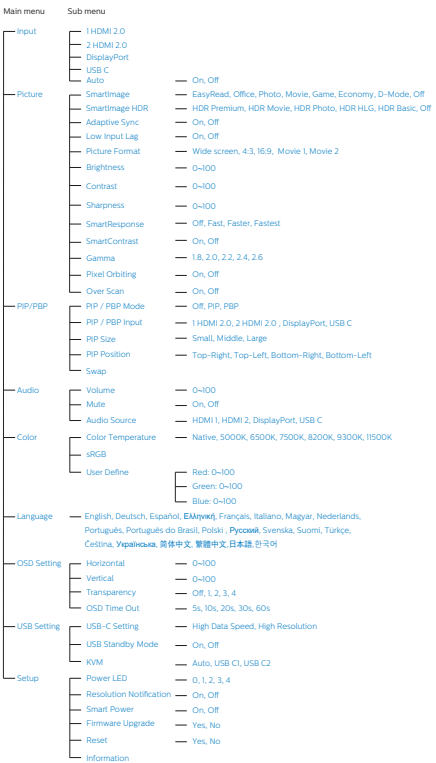 Main menu Sub menu
Input 1 HDMI 2.0
2 HDMI 2.0
DisplayPort
USB C
Auto On, Off
Picture SmartImage EasyRead, Office, Photo, Movie, Game, Economy, D-Mode, Off
SmartImage HDR HDR Premium, HDR Movie, HDR Photo, HDR HLG, HDR Basic, Off
Adaptive Sync On, Off
Low Input Lag On, Off
Picture Format Wide screen, 4:3, 16:9, Movie 1, Movie 2
Brightness 0~100
Contrast 0~100
Sharpness 0~100
SmartResponse Off, Fast, Faster, Fastest
SmartContrast On, Off
Gamma 1.8, 2.0, 2.2, 2.4, 2.6
Pixel Orbiting On, Off
Over Scan On, Off
PIP/PBP PIP / PBP Mode Off, PIP, PBP
PIP / PBP Input 1 HDMI 2.0, 2 HDMI 2.0 , DisplayPort, USB C
PIP Size Small, Middle, Large
PIP Position Top-Right, Top-Left, Bottom-Right, Bottom-Left
Swap
Audio Volume 0~100
Mute On, Off
Audio Source HDMI 1, HDMI 2, DisplayPort, USB C
Color Color Temperature Native, 5000K, 6500K, 7500K, 8200K, 9300K, 11500K
sRGB
User Define Red: 0~100
Green: 0~100
Blue: 0~100
Language English, Deutsch, Español, Ελληνική, Français, Italiano, Magyar, Nederlands,
Português, Português do Brasil, Polski , Русский, Svenska, Suomi, Türkçe,
Čeština, Українська, 简体中文, 繁體中文,日本語,한국어
OSD Setting Horizontal 0~100
Vertical 0~100
Transparency Off, 1, 2, 3, 4
OSD Time Out 5s, 10s, 20s, 30s, 60s
USB Setting USB-C Setting High Data Speed, High Resolution
USB Standby Mode On, Off
KVM Auto, USB C1, USB C2
Setup Power LED 0, 1, 2, 3, 4
Resolution Notification On, Off
Smart Power On, Off
Firmware Upgrade Yes, No
Reset Yes, No
Information